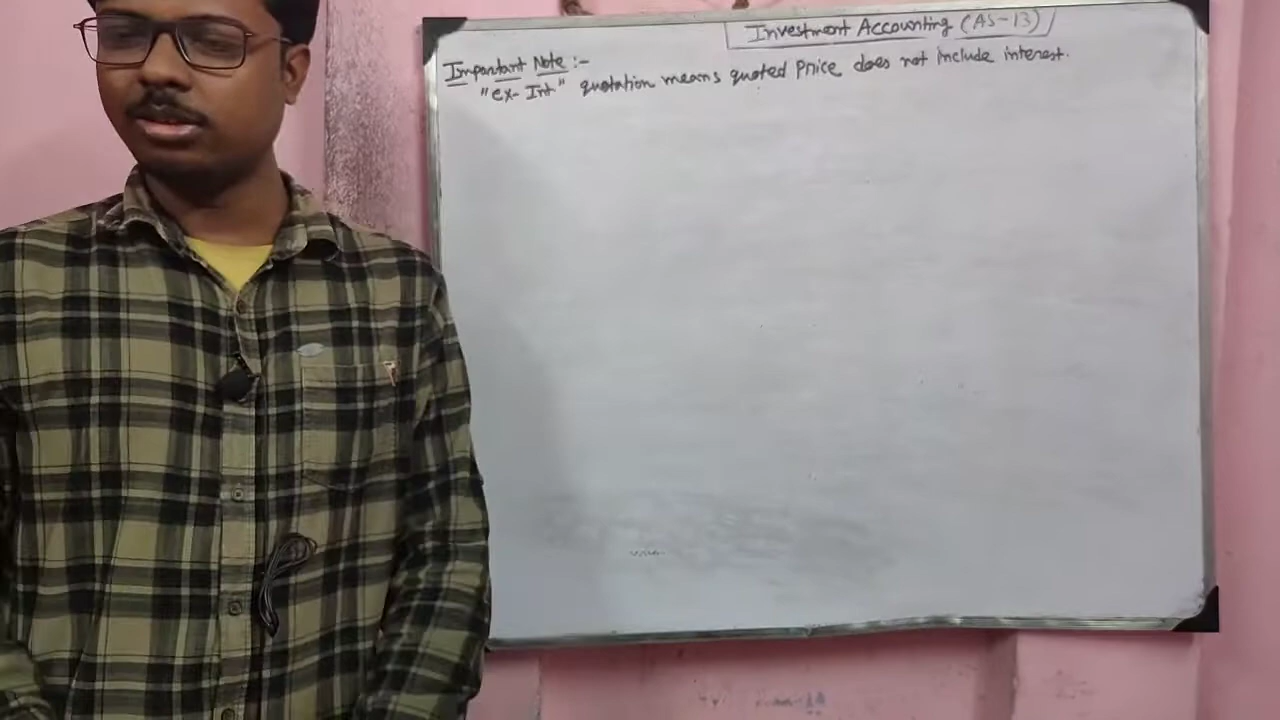 Investment Accounting (AS-13)
Important Note :-
"ex- Int" quotation means quoted price does not include interest.